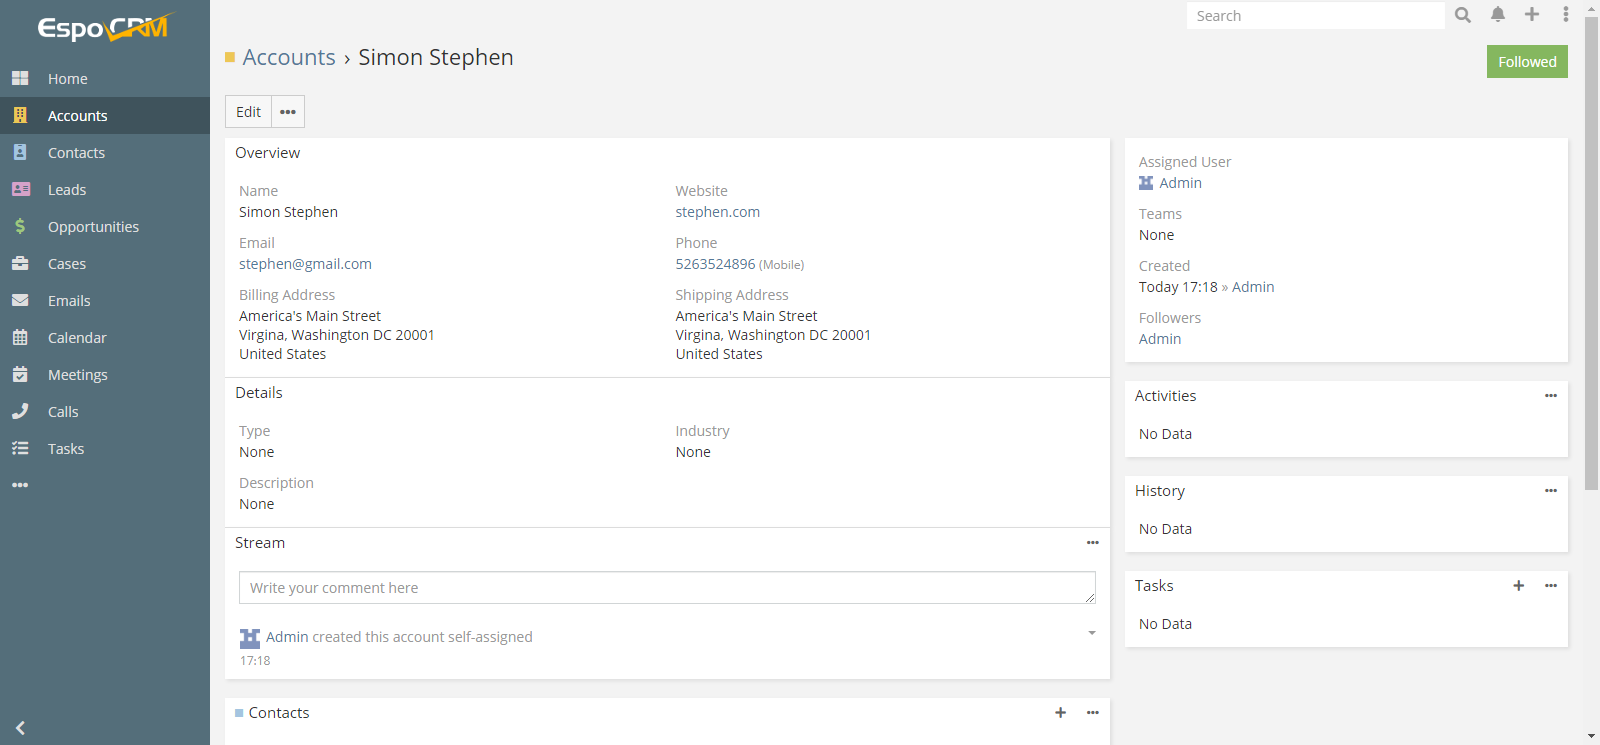 EspoCRM
Home
Accounts
Contacts
Leads
Opportunities
Cases
Emails
Calendar
Meetings
Calls
Tasks
Search
Accounts › Simon Stephen
Followed
Edit
Overview
Name
Simon Stephen
Website
stephen.com
Email
stephen@gmail.com
Phone
5263524896 (Mobile)
Billing Address
America's Main Street
Virgina, Washington DC 20001
United States
Shipping Address
America's Main Street
Virgina, Washington DC 20001
United States
Details
Type
None
Industry
None
Description
None
Stream
Write your comment here
Admin created this account self-assigned
17:18
Contacts
Assigned User
Admin
Teams
None
Created
Today 17:18 » Admin
Followers
Admin
Activities
No Data
History
No Data
Tasks
No Data